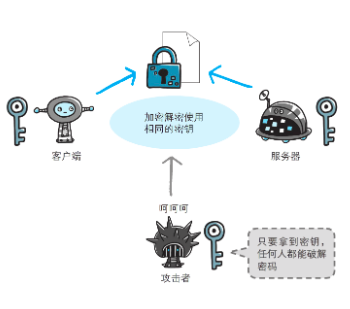 加密解密使用
相同的密钥
客户端
服务器
呵呵呵
只要拿到密钥，
任何人都能破解
密码
攻击者